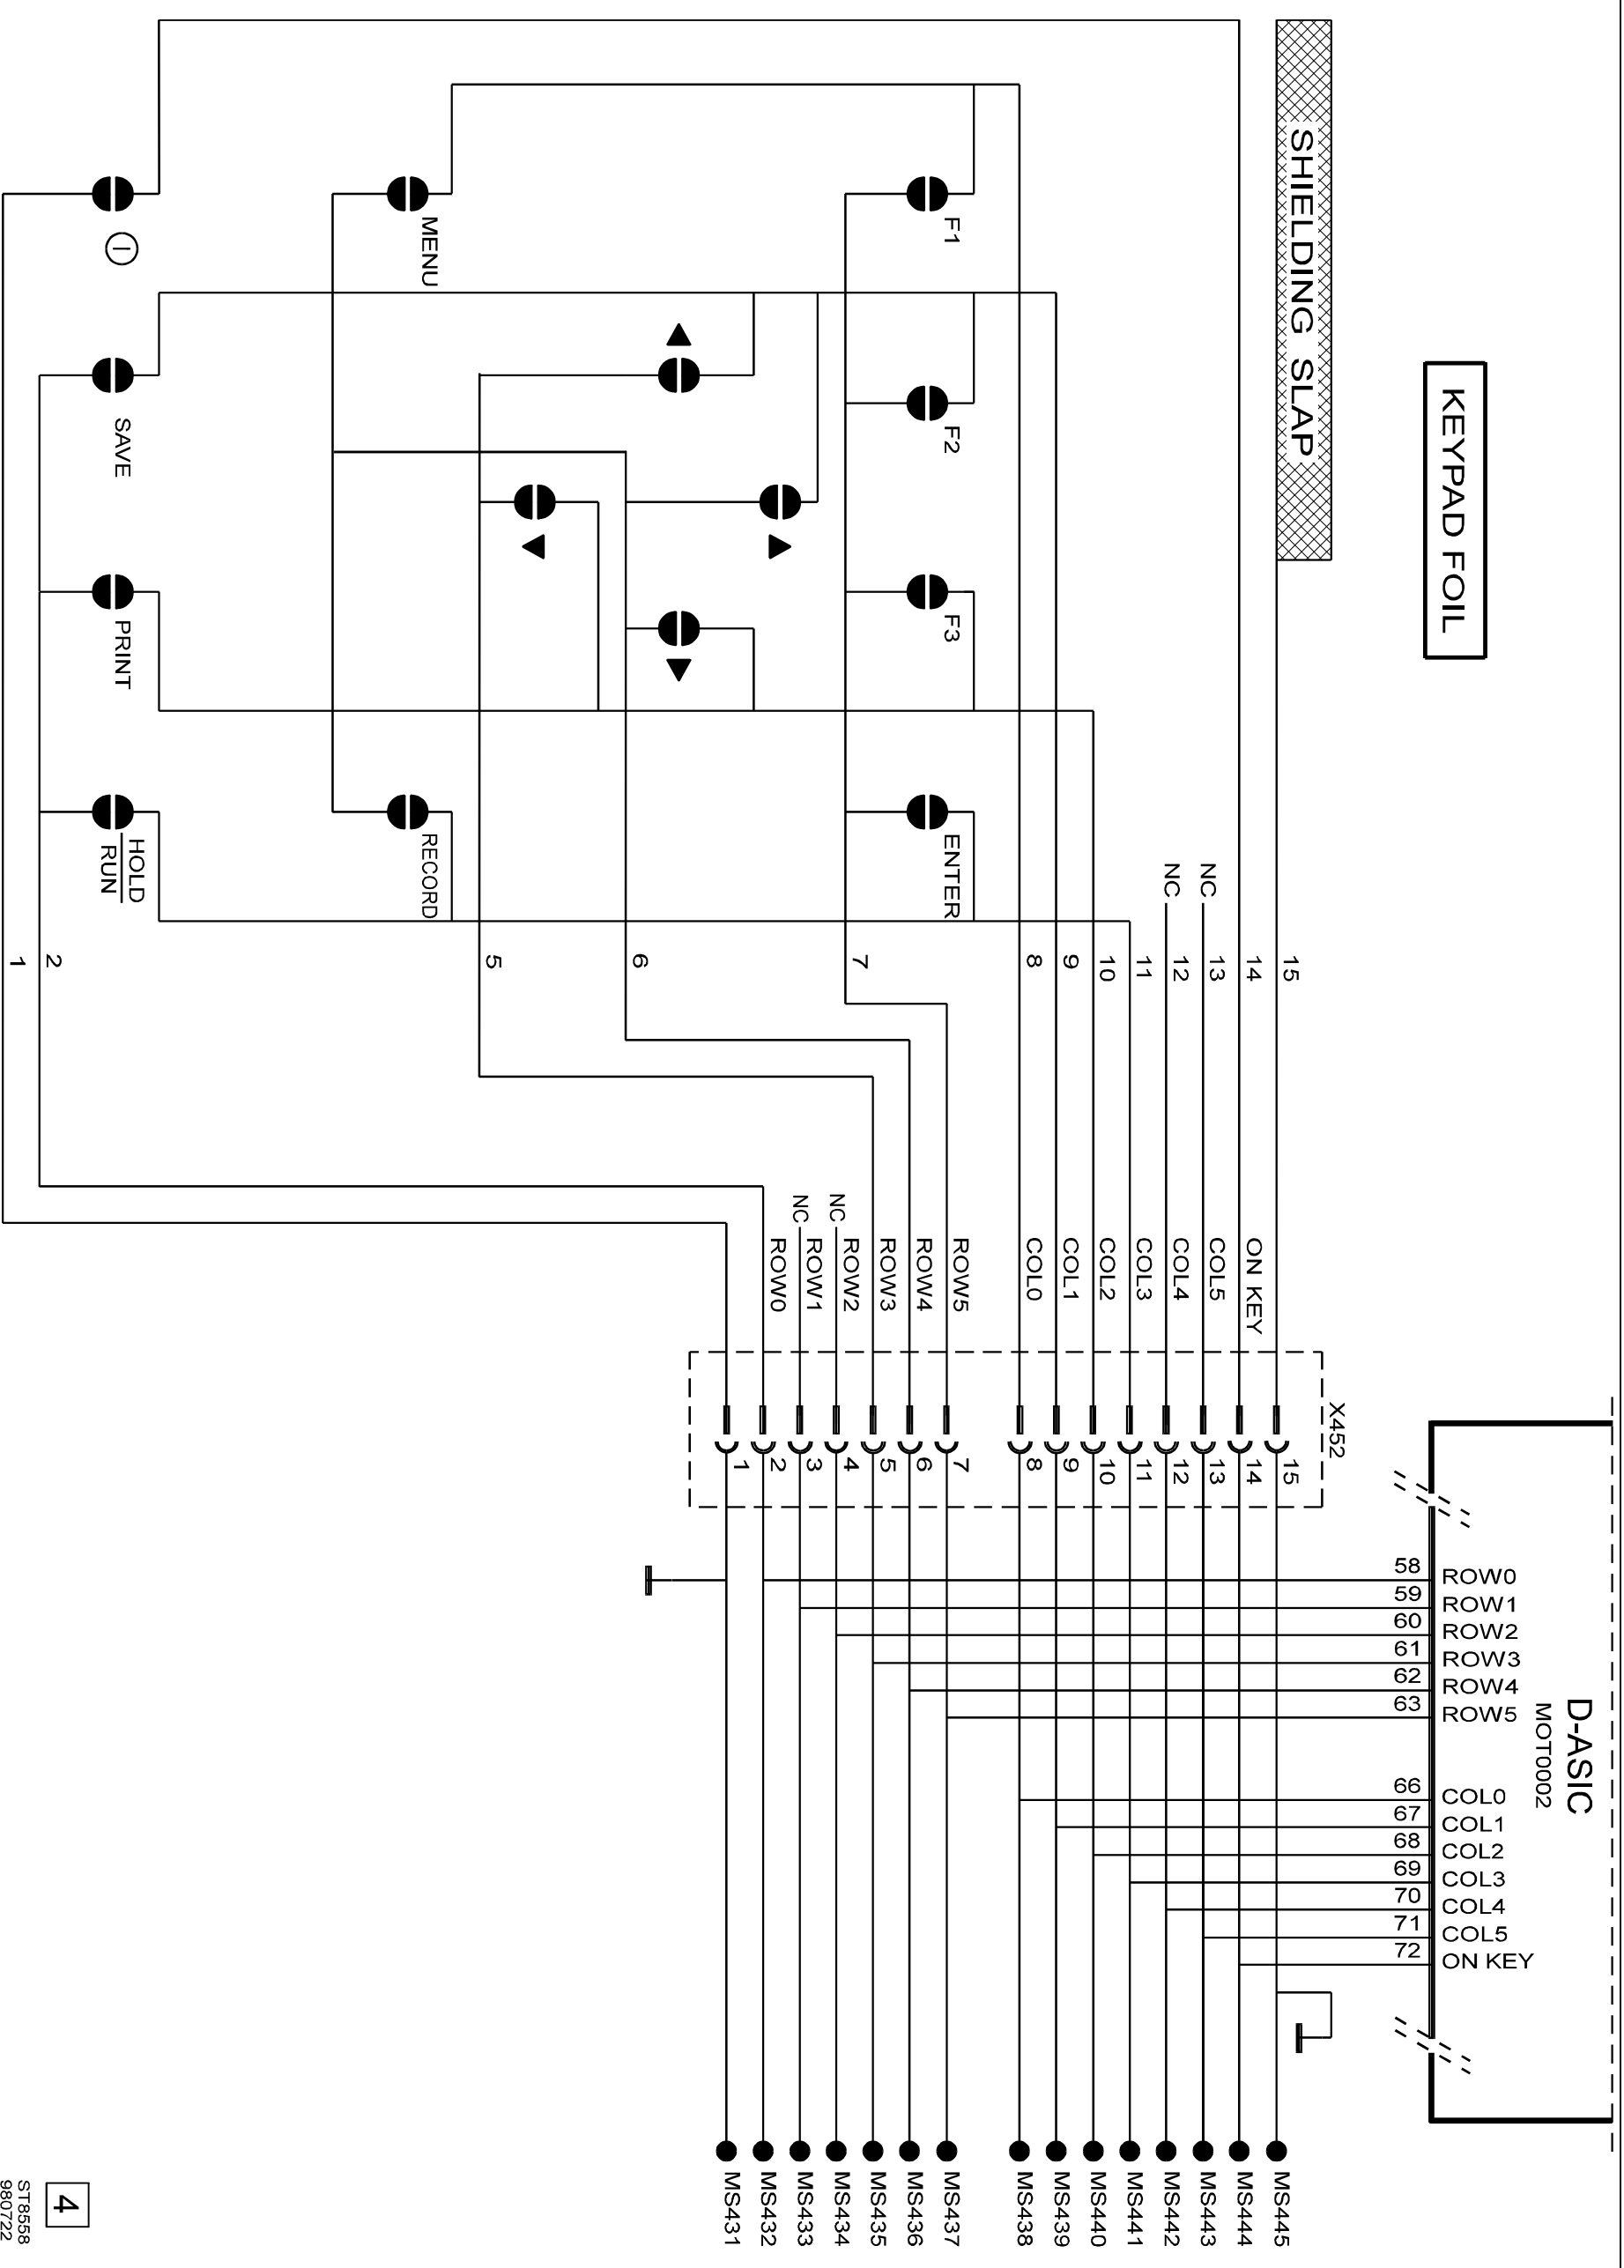 KEYPAD FOIL
SHIELDING SLAP
F1
F2
F3
ENTER
MENU
RECORD
SAVE
PRINT
HOLD
RUN
NC
NC
15
14
13
12
11
10
9
8
7
6
5
2
1
ON KEY
COL5
COL4
COL3
COL2
COL1
COL0
ROW5
ROW4
ROW3
ROW2
ROW1
ROW0
NC
NC
X452
15
14
13
12
11
10
9
8
7
6
5
4
3
2
1
D-ASIC
MOT0002
58 ROW0
59 ROW1
60 ROW2
61 ROW3
62 ROW4
63 ROW5
66 COL0
67 COL1
68 COL2
69 COL3
70 COL4
71 COL5
72 ON KEY
MS445
MS444
MS443
MS442
MS441
MS440
MS439
MS438
MS437
MS436
MS435
MS434
MS433
MS432
MS431
4
ST8558
980722